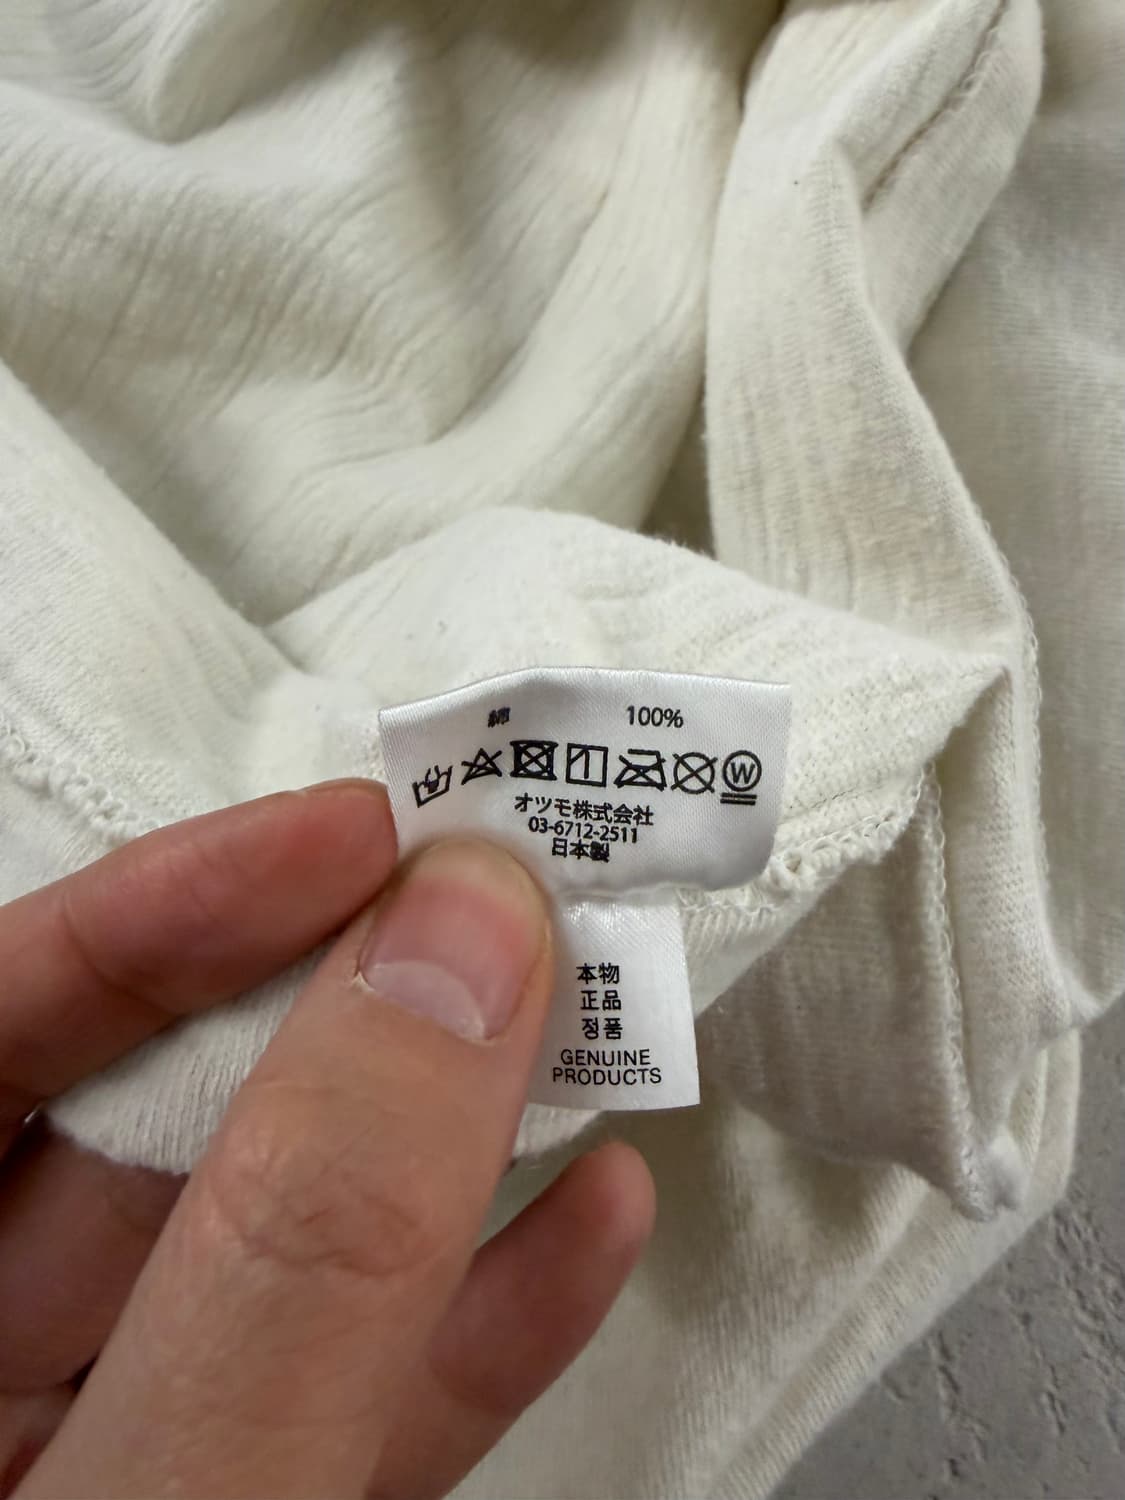 綿 100%
オツモ株式会社
03-6712-2511
日本製
本物
正品
정품
GENUINE
PRODUCTS